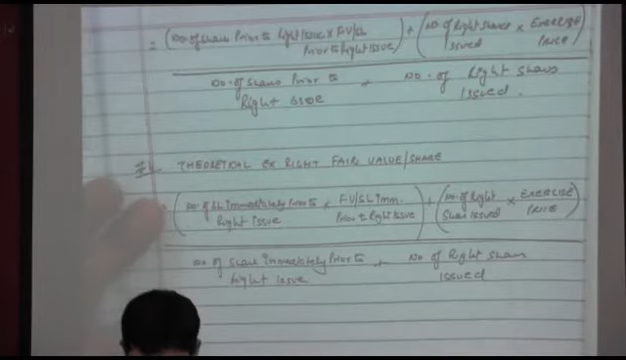 = (No. of Shares Prior to Right Issue x FV/SL + (No of Right Shares x Exercise
Prior to Right Issue) Issued Price)
No. of Shares Prior to + No. of Right Shares
Right Issue Issued.
THEORETICAL EX RIGHT FAIR VALUE/SHARE
= (No of SL Immediately Prior to x FV/SL Imm. + (No. of Right x Exercise
Right Issue Prior to Right Issue) Shares Issued Price)
No of Shares Immediately Prior to + No of Right Shares
Right Issue Issued